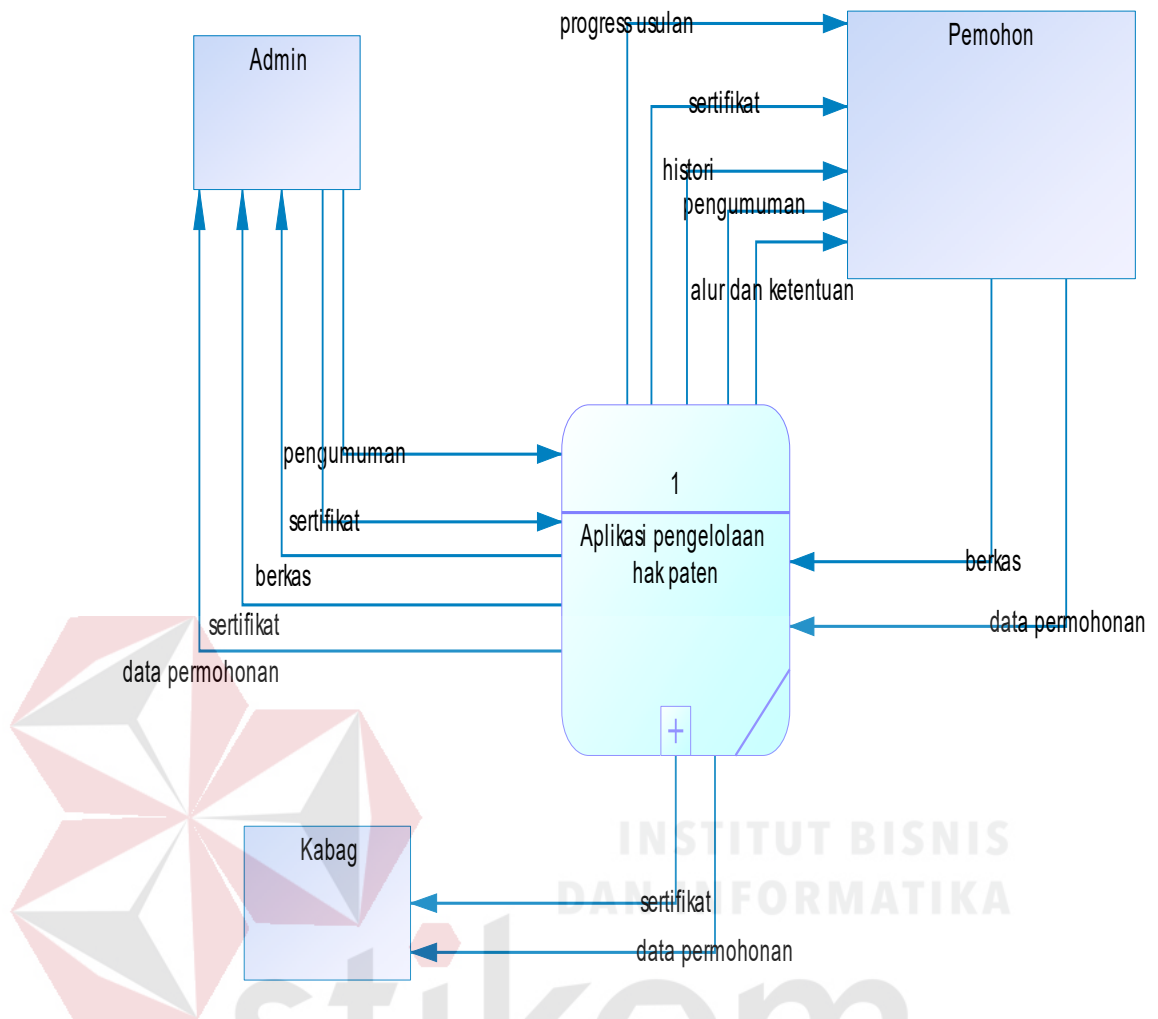 progress usulan
Pemohon
Admin
sertifikat
histori
pengumuman
alur dan ketentuan
pengumuman
1
sertifikat
Aplikasi pengelolaan
hak paten
berkas
berkas
sertifikat
data permohonan
data permohonan
INSTITUT BISNIS
Kabag
DAN INFORMATIKA
sertifikat
data permohonan
stikom